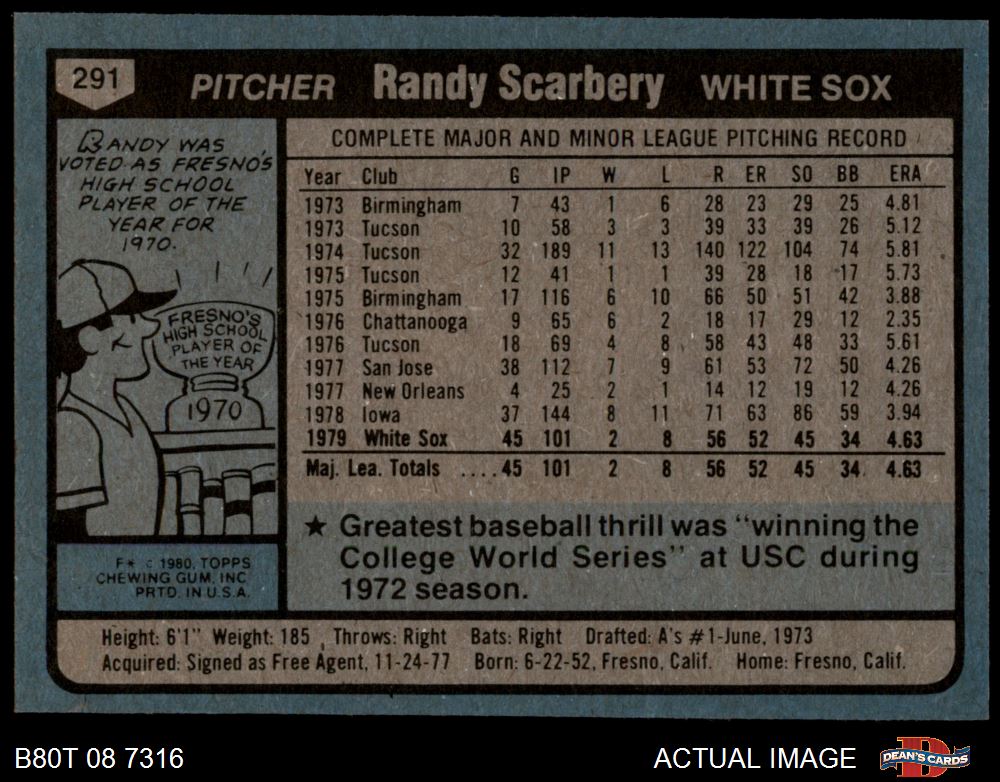 291 PITCHER Randy Scarbery WHITE SOX
RANDY WAS
VOTED AS FRESNO'S
HIGH SCHOOL
PLAYER OF THE
YEAR FOR
1970.
FRESNO'S
HIGH SCHOOL
PLAYER OF
THE YEAR
1970
F✶ © 1980, TOPPS
CHEWING GUM, INC
PRTD. IN U.S.A.
COMPLETE MAJOR AND MINOR LEAGUE PITCHING RECORD
Year Club G IP W L R ER SO BB ERA
1973 Birmingham 7 43 1 6 28 23 29 25 4.81
1973 Tucson 10 58 3 3 39 33 39 26 5.12
1974 Tucson 32 189 11 13 140 122 104 74 5.81
1975 Tucson 12 41 1 1 39 28 18 17 5.73
1975 Birmingham 17 116 6 10 66 50 51 42 3.88
1976 Chattanooga 9 65 6 2 18 17 29 12 2.35
1976 Tucson 18 69 4 8 58 43 48 33 5.61
1977 San Jose 38 112 7 9 61 53 72 50 4.26
1977 New Orleans 4 25 2 1 14 12 19 12 4.26
1978 Iowa 37 144 8 11 71 63 86 59 3.94
1979 White Sox 45 101 2 8 56 52 45 34 4.63
Maj. Lea. Totals ....45 101 2 8 56 52 45 34 4.63
★ Greatest baseball thrill was "winning the
College World Series" at USC during
1972 season.
Height: 6'1" Weight: 185 Throws: Right Bats: Right Drafted: A's #1-June, 1973
Acquired: Signed as Free Agent, 11-24-77 Born: 6-22-52, Fresno, Calif. Home: Fresno, Calif.
B80T 08 7316 ACTUAL IMAGE DEAN'S CARDS